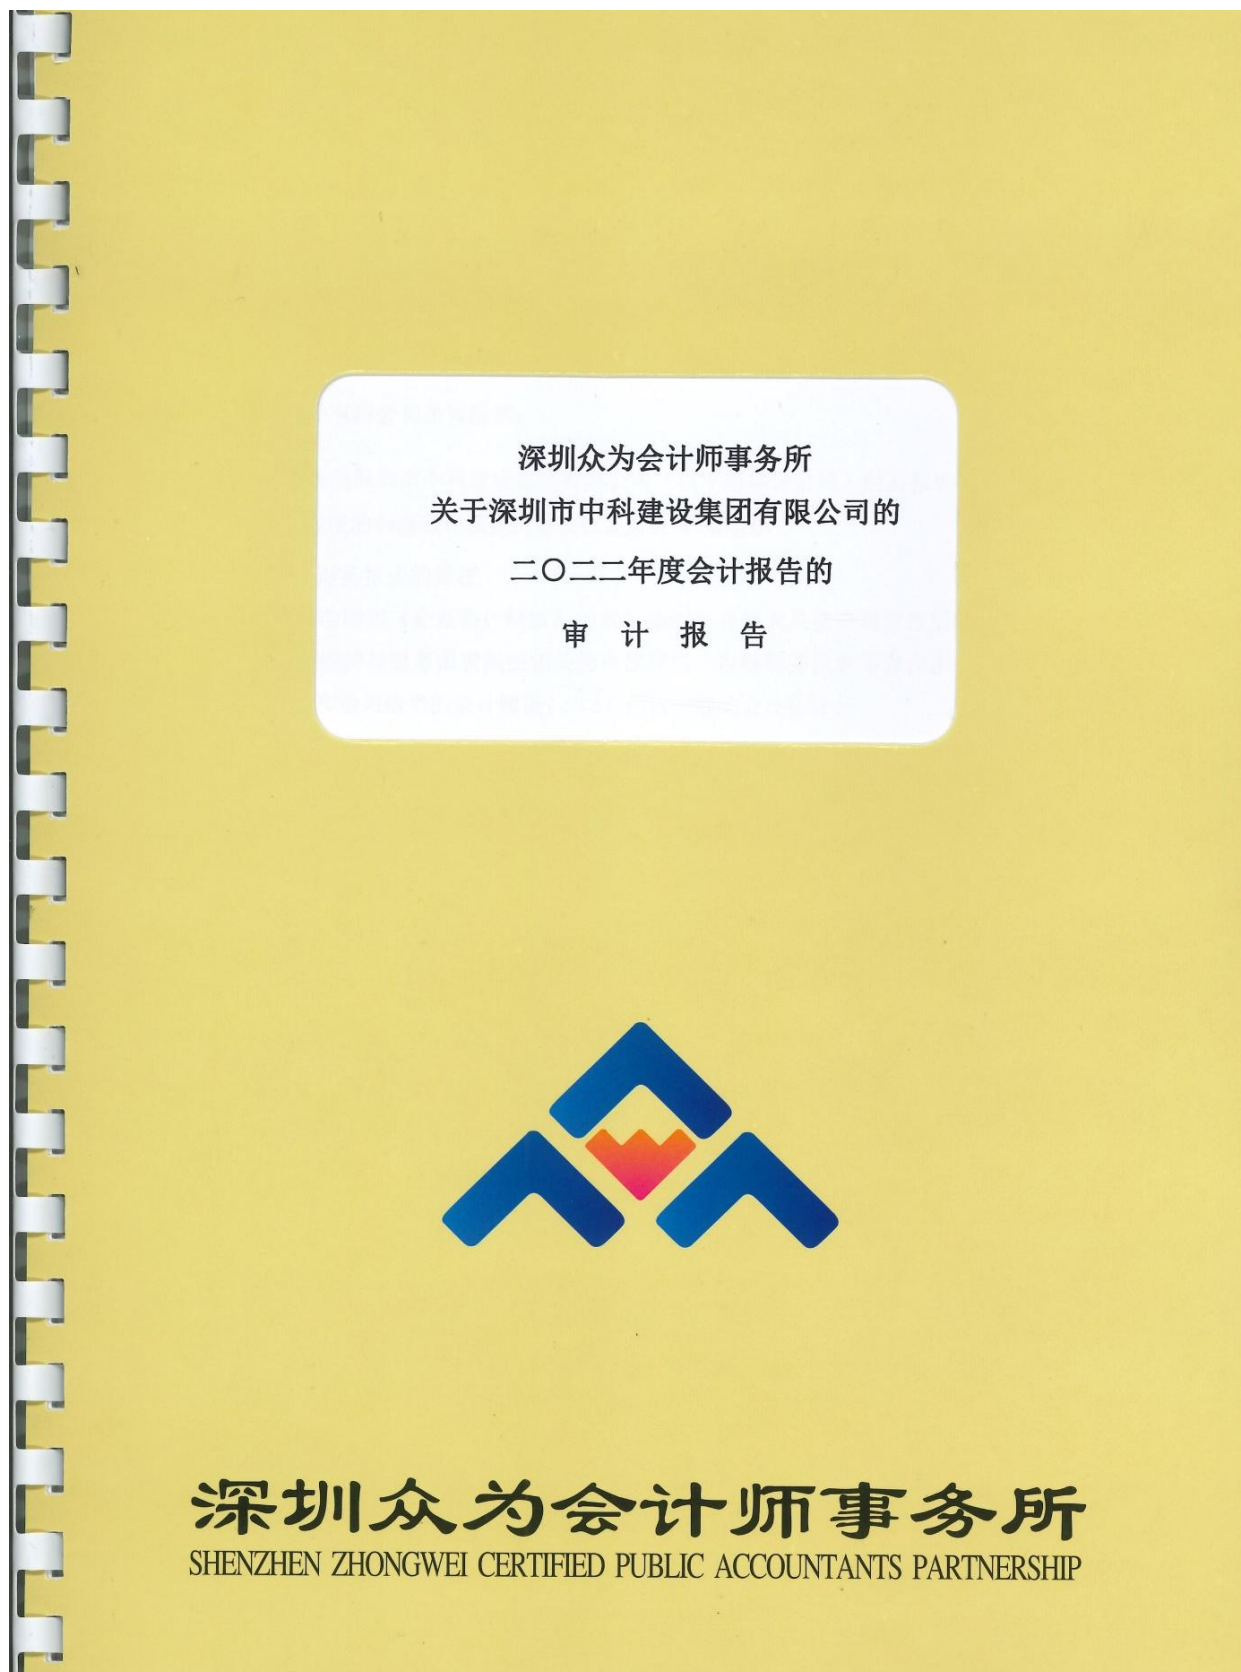 深圳众为会计师事务所
关于深圳市中科建设集团有限公司的
二〇二二年度会计报告的
审 计 报 告
深圳众为会计师事务所
SHENZHEN ZHONGWEI CERTIFIED PUBLIC ACCOUNTANTS PARTNERSHIP